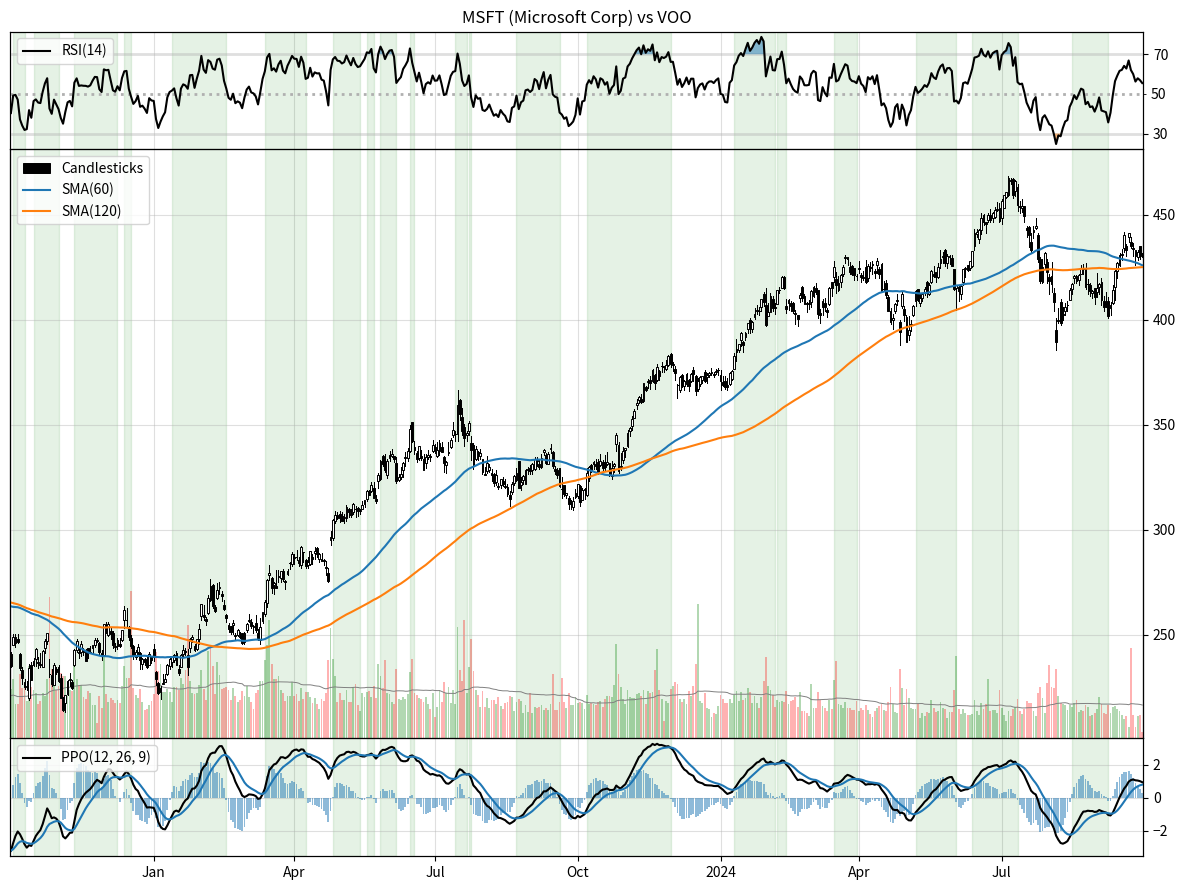 MSFT (Microsoft Corp) vs VOO
RSI(14)
70
50
30
Candlesticks
SMA(60)
SMA(120)
450
400
350
300
250
PPO(12, 26, 9)
2
0
−2
Jan Apr Jul Oct 2024 Apr Jul